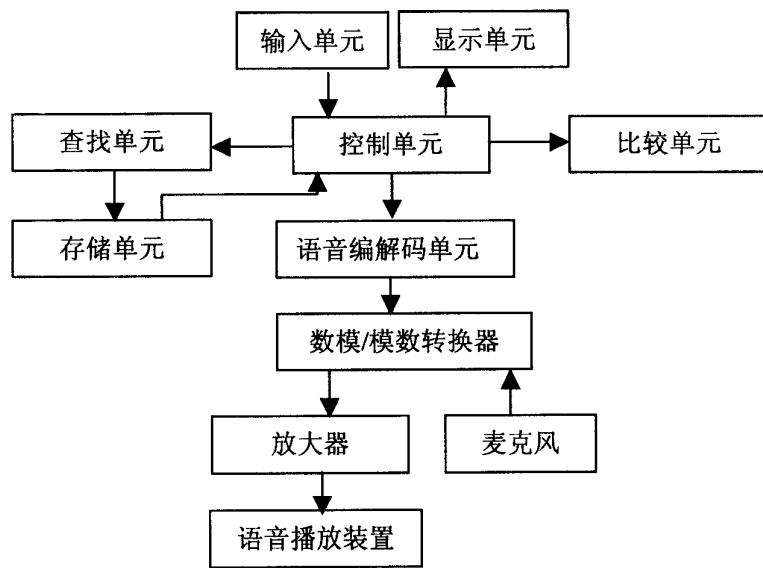 输入单元
显示单元
查找单元
控制单元
比较单元
存储单元
语音编解码单元
数模/模数转换器
放大器
麦克风
语音播放装置